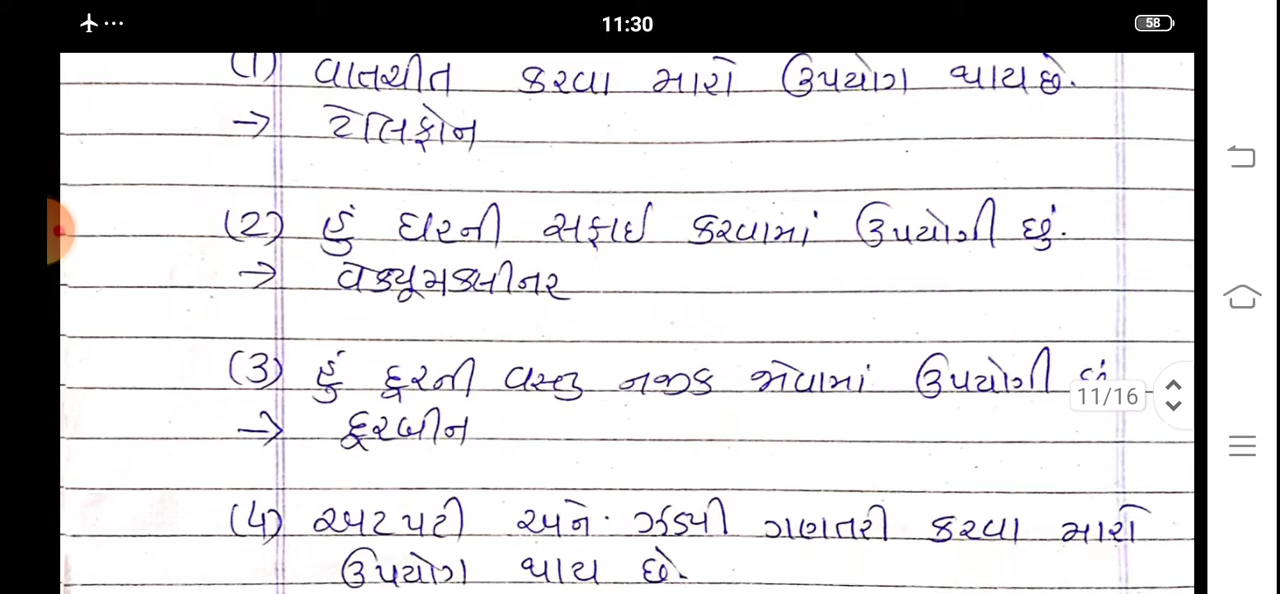 11:30
58
(1) વાતચીત કરવા મારો ઉપયોગ થાય છે.
→ ટેલિફોન
(2) હું ઘરની સફાઈ કરવામાં ઉપયોગી છું.
→ વેક્યૂમક્લીનર
(3) હું દૂરની વસ્તુ નજીક જોવામાં ઉપયોગી છું
11/16
→ દૂરબીન
(4) અટપટી અને ઝડપી ગણતરી કરવા મારો
ઉપયોગ થાય છે.